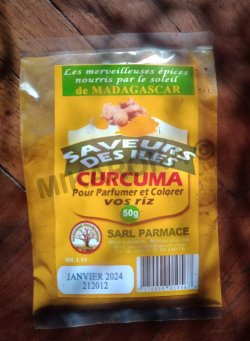 Les merveilleuses épices
nourris par le soleil
de MADAGASCAR
SAVEURS
DES ILES
CURCUMA
Pour Parfumer et Colorer
vos riz
50g
SARL PARMACE
JANVIER 2024
212012